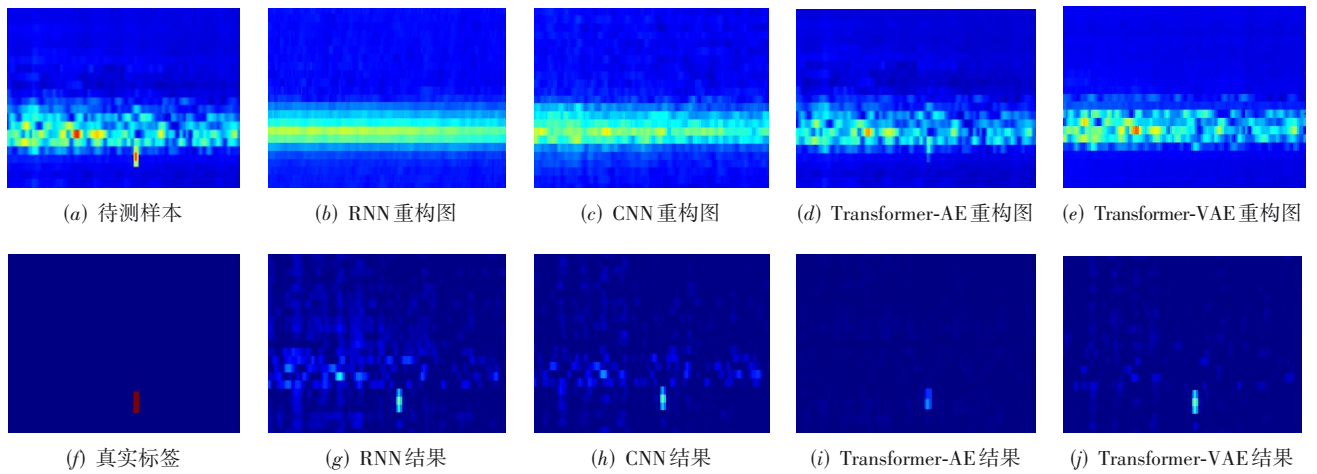 (a) 待测样本
(b) RNN重构图
(c) CNN重构图
(d) Transformer-AE重构图
(e) Transformer-VAE重构图
(f) 真实标签
(g) RNN结果
(h) CNN结果
(i) Transformer-AE结果
(j) Transformer-VAE结果